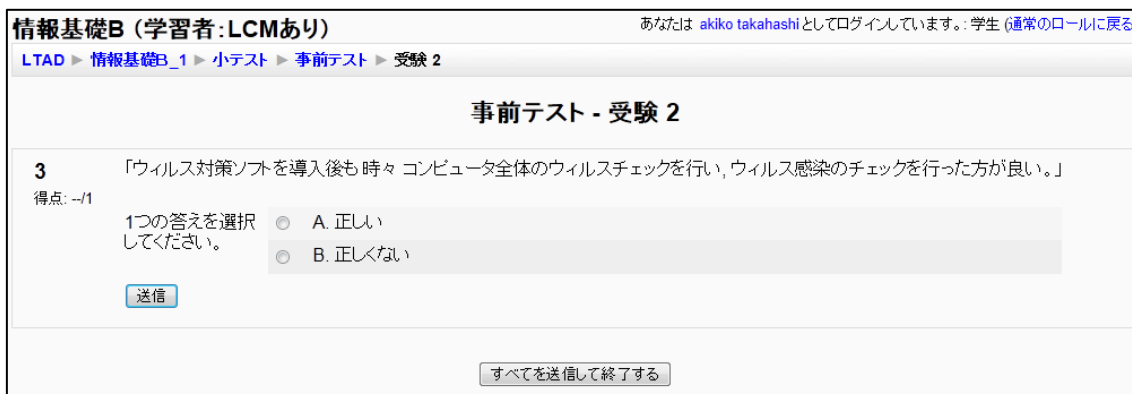 情報基礎B (学習者:LCMあり)
あなたは akiko takahashi としてログインしています。: 学生 (通常のロールに戻る
LTAD ► 情報基礎B_1 ► 小テスト ► 事前テスト ► 受験 2
事前テスト - 受験 2
3
「ウィルス対策ソフトを導入後も時々 コンピュータ全体のウィルスチェックを行い, ウィルス感染のチェックを行った方が良い。」
得点: --/1
1つの答えを選択
してください。
A. 正しい
B. 正しくない
送信
すべてを送信して終了する